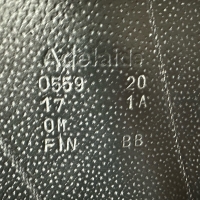 Adelaide
0559 20
17 1A
OM
FIN BB